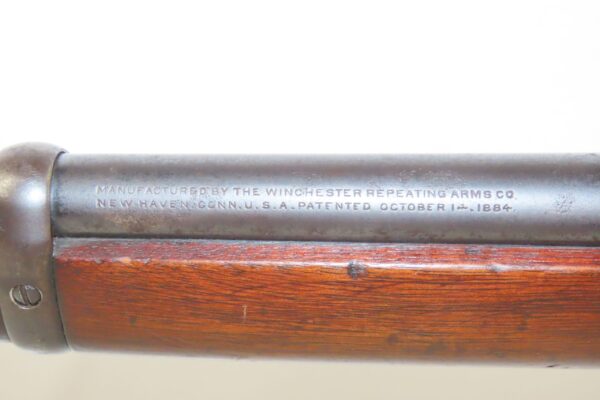 MANUFACTURED BY THE WINCHESTER REPEATING ARMS CO.
NEW HAVEN. CONN. U.S.A. PATENTED OCTOBER 14. 1884.